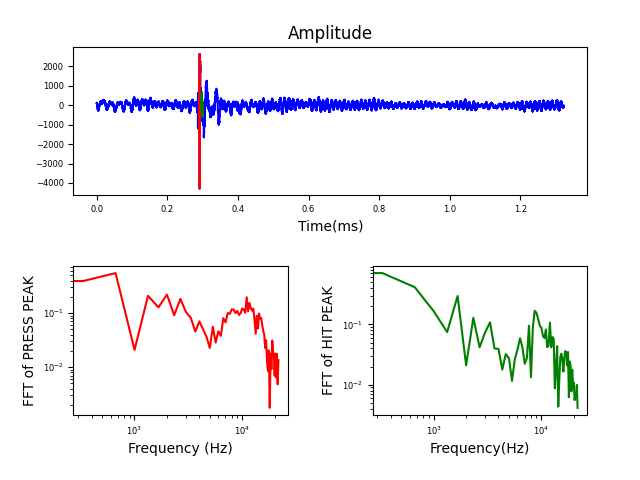 Amplitude
2000
1000
0
−1000
−2000
−3000
−4000
0.0 0.2 0.4 0.6 0.8 1.0 1.2
Time(ms)
FFT of PRESS PEAK
10⁻¹
10⁻²
10³ 10⁴
Frequency (Hz)
FFT of HIT PEAK
10⁻¹
10⁻²
10³ 10⁴
Frequency(Hz)